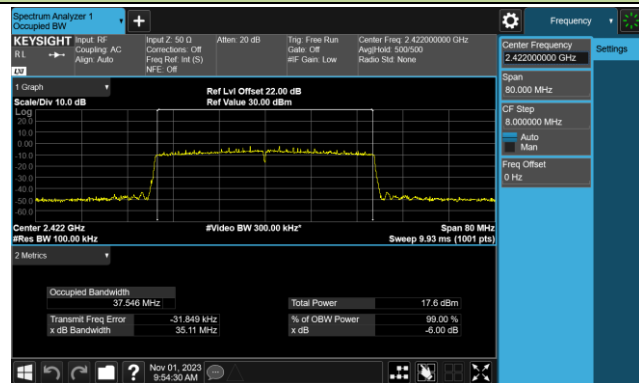 Spectrum Analyzer 1
Occupied BW
Frequency
KEYSIGHT
Input: RF
Coupling: AC
Align: Auto
Input Z: 50 Ω
Corrections: Off
Freq Ref: Int (S)
NFE: Off
Atten: 20 dB
Trig: Free Run
Gate: Off
#IF Gain: Low
Center Freq: 2.422000000 GHz
Avg|Hold: 500/500
Radio Std: None
R L
LXI
Center Frequency
2.422000000 GHz
Settings
Span
80.000 MHz
CF Step
8.000000 MHz
Auto
Man
Freq Offset
0 Hz
1 Graph
Scale/Div 10.0 dB
Ref Lvl Offset 22.00 dB
Ref Value 30.00 dBm
Log
20.0
10.0
0.00
-10.0
-20.0
-30.0
-40.0
-50.0
-60.0
Center 2.422 GHz
#Res BW 100.00 kHz
#Video BW 300.00 kHz*
Span 80 MHz
Sweep 9.93 ms (1001 pts)
2 Metrics
Occupied Bandwidth
37.546 MHz
Total Power 17.6 dBm
Transmit Freq Error -31.849 kHz
% of OBW Power 99.00 %
x dB Bandwidth 35.11 MHz
x dB -6.00 dB
?
Nov 01, 2023
9:54:30 AM